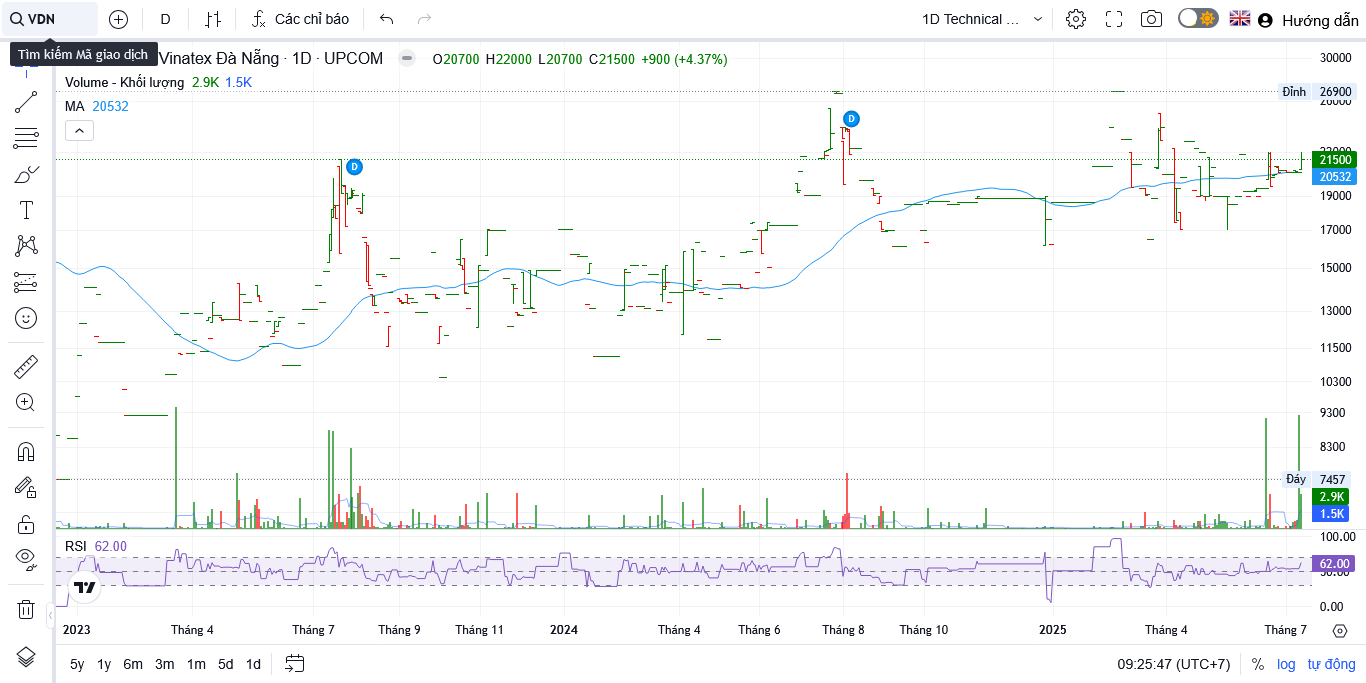 VDN
D
Các chỉ báo
1D Technical ...
Hướng dẫn
Tìm kiếm Mã giao dịch
Vinatex Đà Nẵng · 1D · UPCOM
O20700 H22000 L20700 C21500 +900 (+4.37%)
Volume - Khối lượng 2.9K 1.5K
MA 20532
D
D
30000
Đỉnh 26900
26000
22000
21500
20532
19000
17000
15000
13000
11500
10300
9300
8300
Đáy 7457
2.9K
1.5K
RSI 62.00
100.00
62.00
50.00
0.00
2023 Tháng 4 Tháng 7 Tháng 9 Tháng 11 2024 Tháng 4 Tháng 6 Tháng 8 Tháng 10 2025 Tháng 4 Tháng 7
5y 1y 6m 3m 1m 5d 1d
09:25:47 (UTC+7) % log tự động